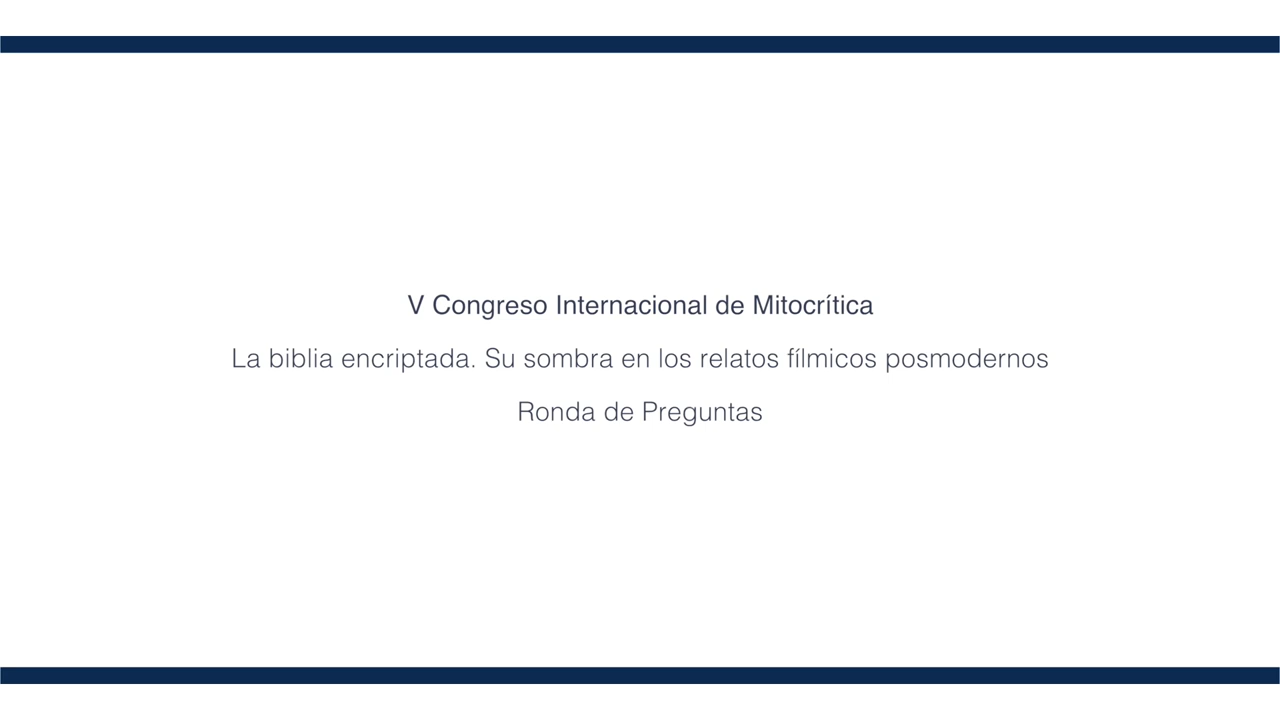 V Congreso Internacional de Mitocrítica
La biblia encriptada. Su sombra en los relatos fílmicos posmodernos
Ronda de Preguntas